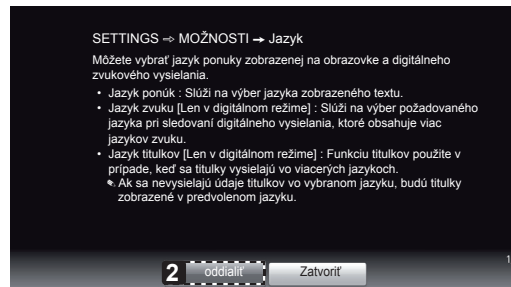 SETTINGS ⇨ MOŽNOSTI ➙ Jazyk
Môžete vybrať jazyk ponuky zobrazenej na obrazovke a digitálneho
zvukového vysielania.
• Jazyk ponúk : Slúži na výber jazyka zobrazeného textu.
• Jazyk zvuku [Len v digitálnom režime] : Slúži na výber požadovaného
jazyka pri sledovaní digitálneho vysielania, ktoré obsahuje viac
jazykov zvuku.
• Jazyk titulkov [Len v digitálnom režime] : Funkciu titulkov použite v
prípade, keď sa titulky vysielajú vo viacerých jazykoch.
✎ Ak sa nevysielajú údaje titulkov vo vybranom jazyku, budú titulky
zobrazené v predvolenom jazyku.
1
2 oddialiť Zatvoriť